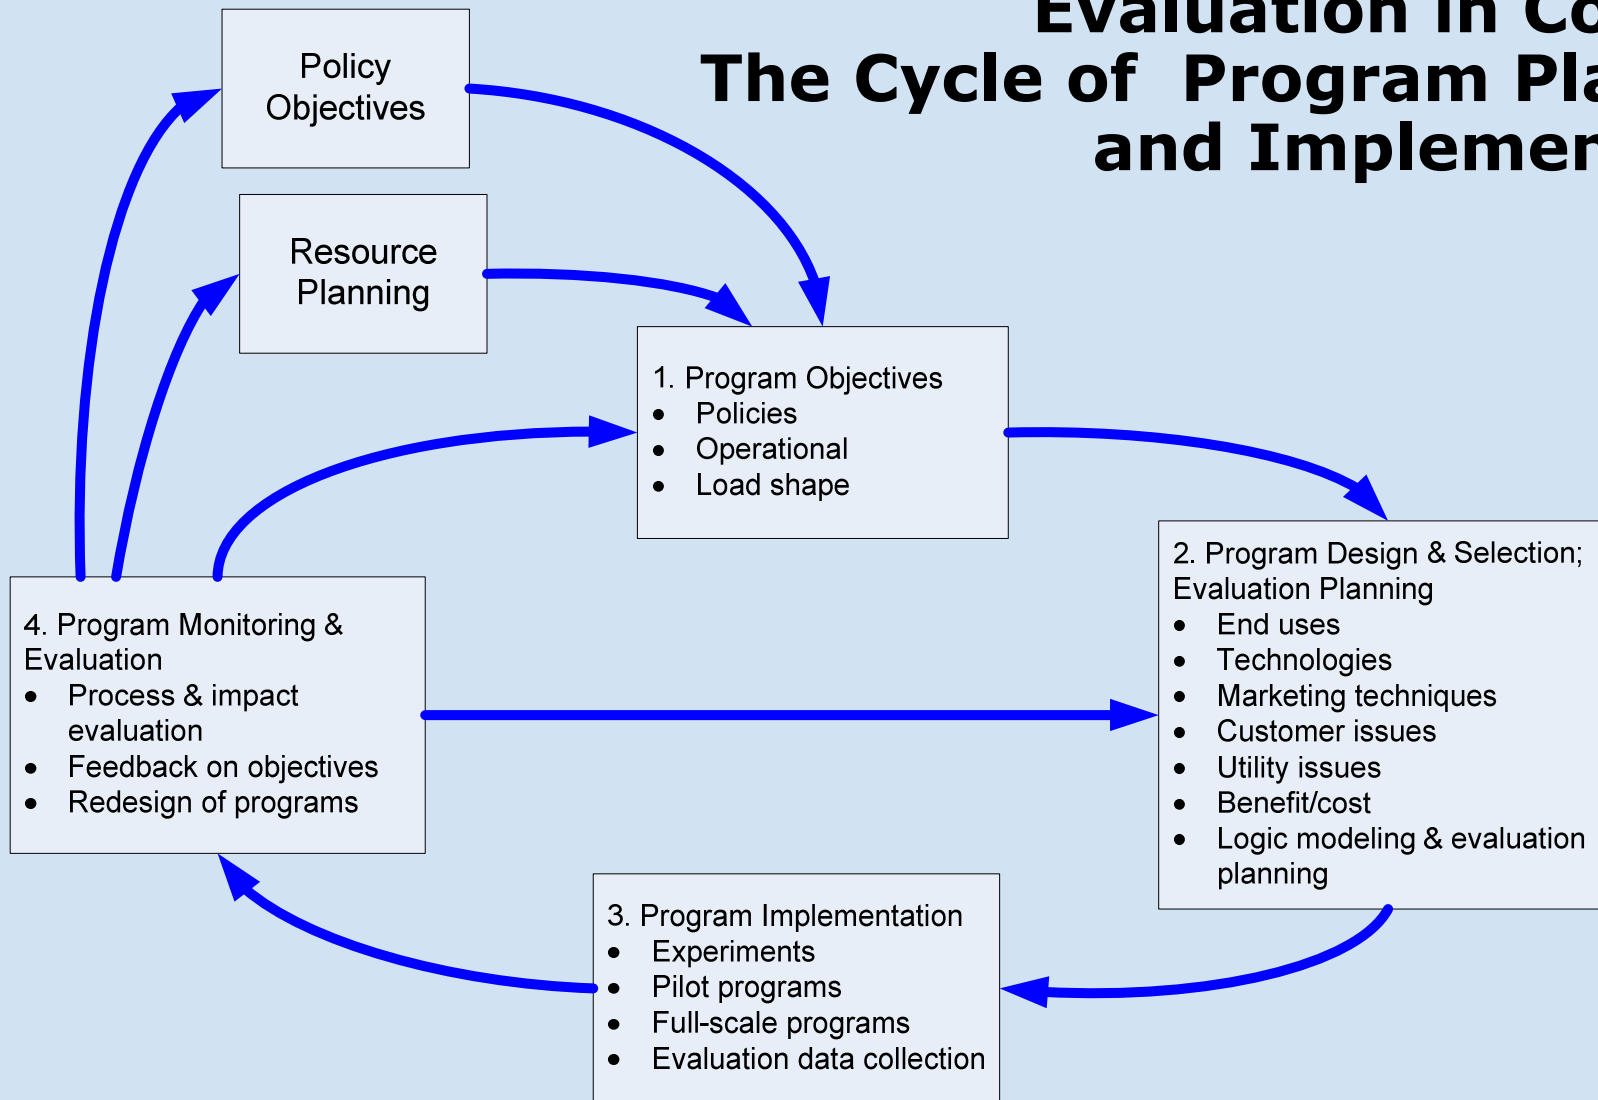 Evaluation in Co
The Cycle of Program Pla
and Implemen
Policy
Objectives
Resource
Planning
1. Program Objectives
• Policies
• Operational
• Load shape
2. Program Design & Selection;
Evaluation Planning
• End uses
• Technologies
• Marketing techniques
• Customer issues
• Utility issues
• Benefit/cost
• Logic modeling & evaluation
planning
3. Program Implementation
• Experiments
• Pilot programs
• Full-scale programs
• Evaluation data collection
4. Program Monitoring &
Evaluation
• Process & impact
evaluation
• Feedback on objectives
• Redesign of programs